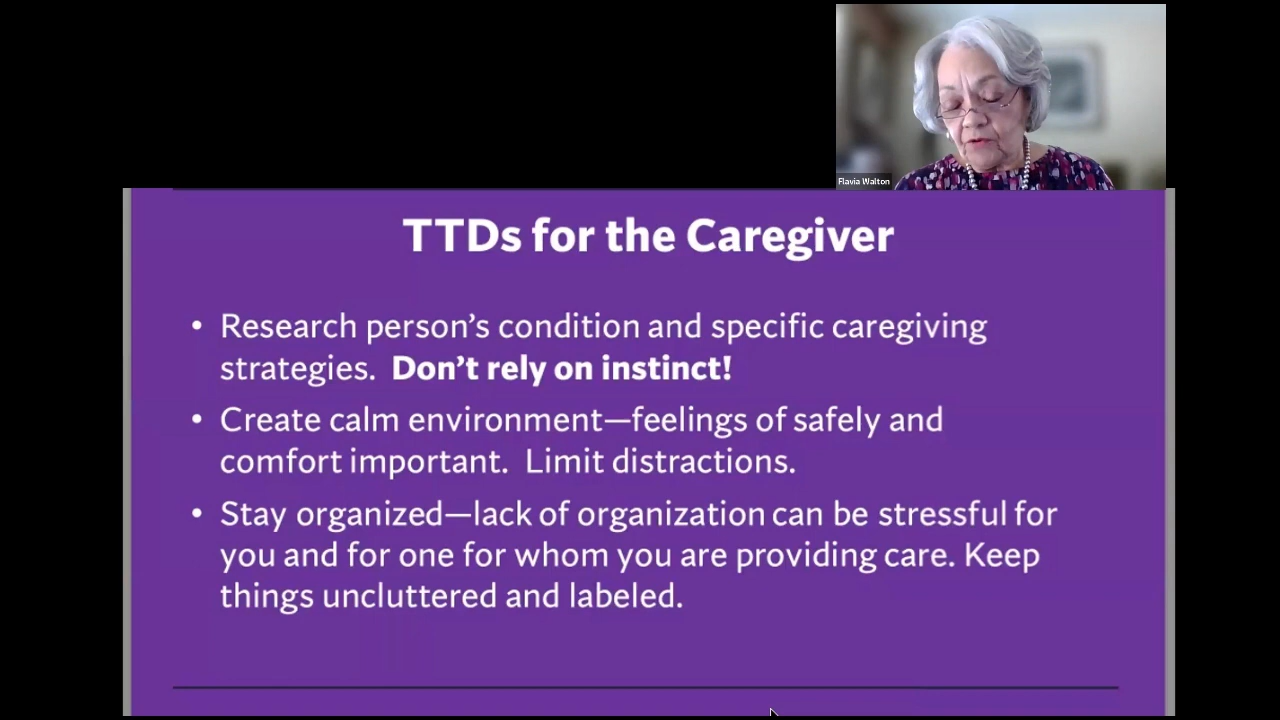 Flavia Walton
TTDs for the Caregiver
• Research person’s condition and specific caregiving
strategies.  Don’t rely on instinct!
• Create calm environment—feelings of safely and
comfort important.  Limit distractions.
• Stay organized—lack of organization can be stressful for
you and for one for whom you are providing care. Keep
things uncluttered and labeled.